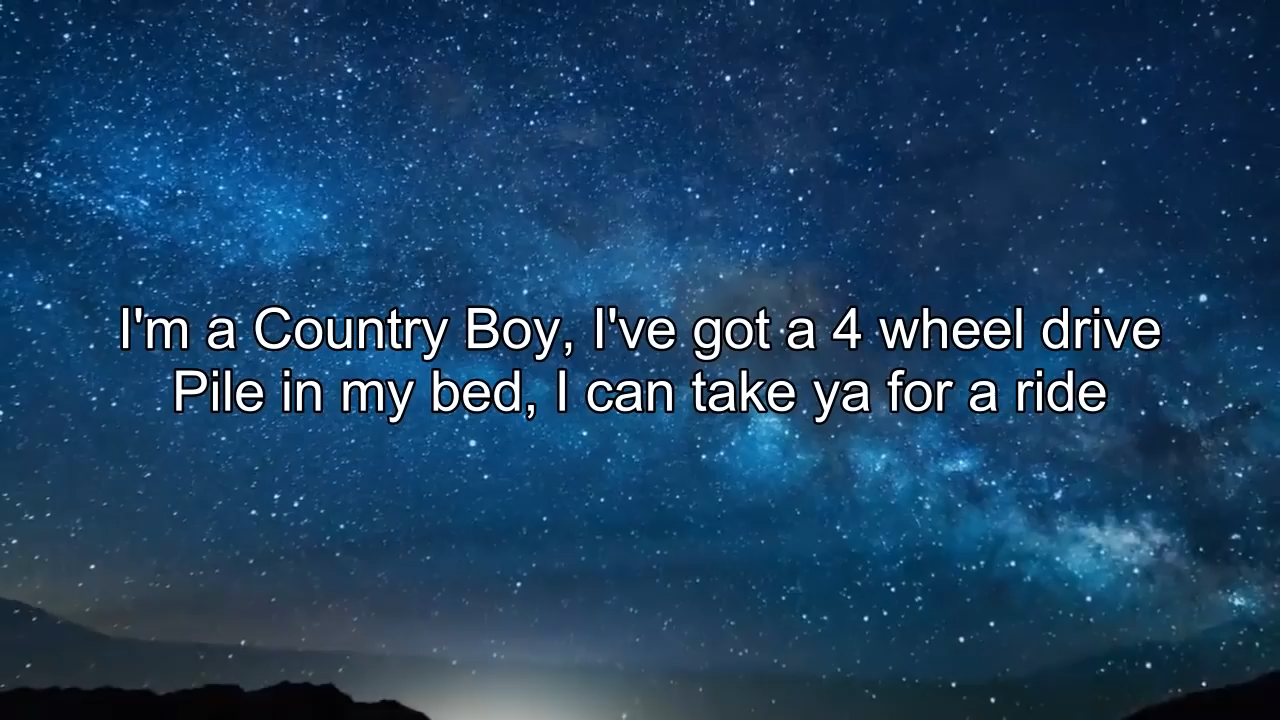 I'm a Country Boy, I've got a 4 wheel drive
Pile in my bed, I can take ya for a ride